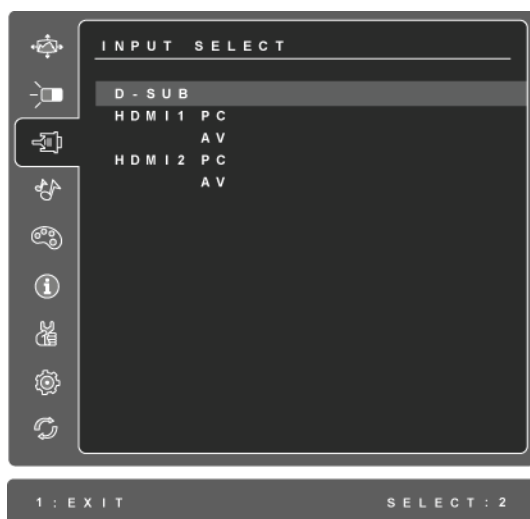 INPUT SELECT
D-SUB
HDMI1 PC
AV
HDMI2 PC
AV
1:EXIT SELECT:2